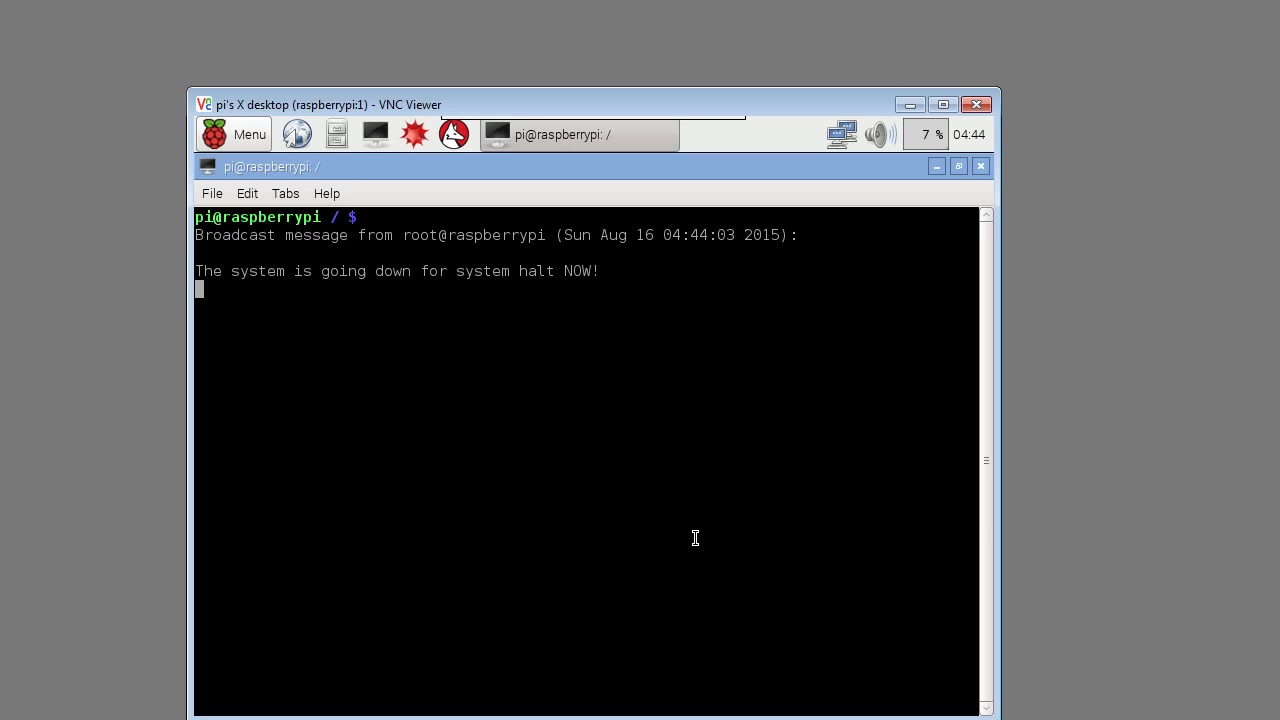 pi's X desktop (raspberrypi:1) - VNC Viewer
Menu
pi@raspberrypi: /
7 %
04:44
pi@raspberrypi: /
File Edit Tabs Help
pi@raspberrypi / $
Broadcast message from root@raspberrypi (Sun Aug 16 04:44:03 2015):
The system is going down for system halt NOW!